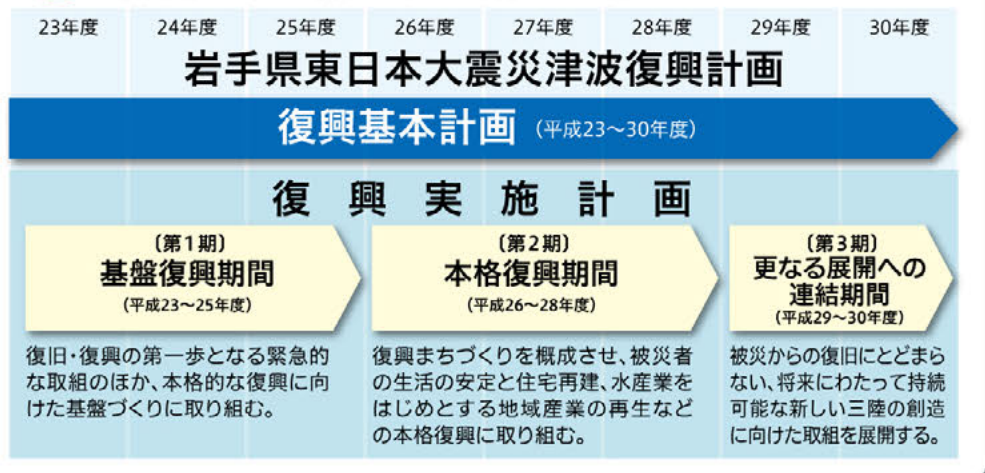 23年度 24年度 25年度 26年度 27年度 28年度 29年度 30年度
岩手県東日本大震災津波復興計画
復興基本計画（平成23～30年度）
復興実施計画
〔第1期〕
基盤復興期間
（平成23～25年度）
復旧・復興の第一歩となる緊急的
な取組のほか、本格的な復興に向
けた基盤づくりに取り組む。
〔第2期〕
本格復興期間
（平成26～28年度）
復興まちづくりを概成させ、被災者
の生活の安定と住宅再建、水産業を
はじめとする地域産業の再生など
の本格復興に取り組む。
〔第3期〕
更なる展開への
連結期間
（平成29～30年度）
被災からの復旧にとどまら
ない、将来にわたって持続
可能な新しい三陸の創造
に向けた取組を展開する。